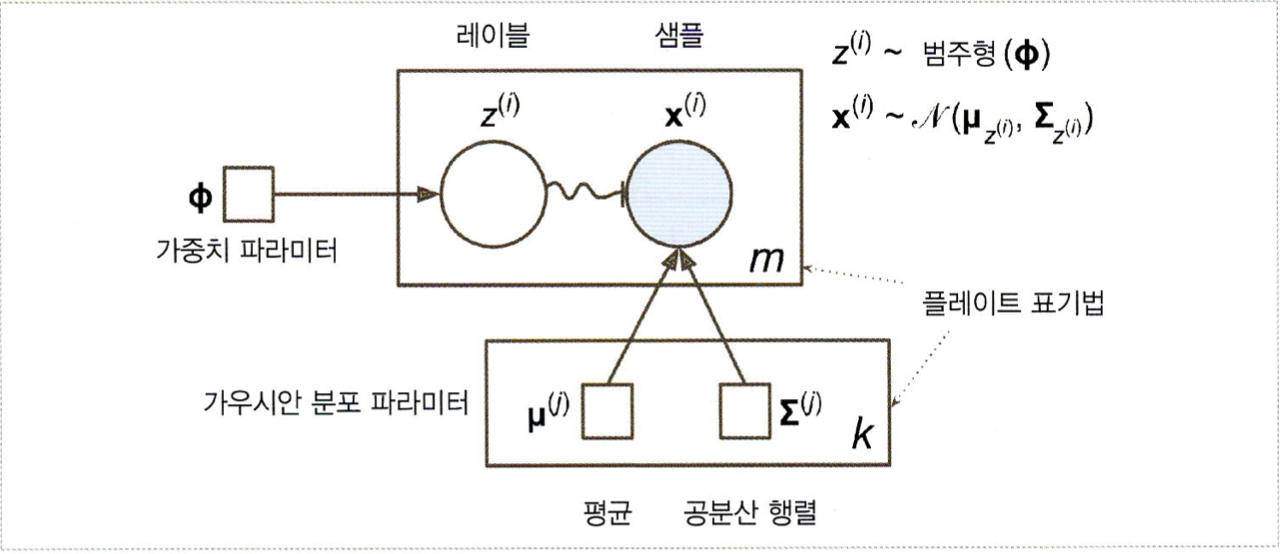 레이블 샘플
z⁽ⁱ⁾ ~ 범주형(ϕ)
z⁽ⁱ⁾ x⁽ⁱ⁾
x⁽ⁱ⁾ ~ 𝒩(μ_z⁽ⁱ⁾, Σ_z⁽ⁱ⁾)
ϕ
가중치 파라미터
m
플레이트 표기법
가우시안 분포 파라미터
μ⁽ʲ⁾ Σ⁽ʲ⁾
k
평균 공분산 행렬